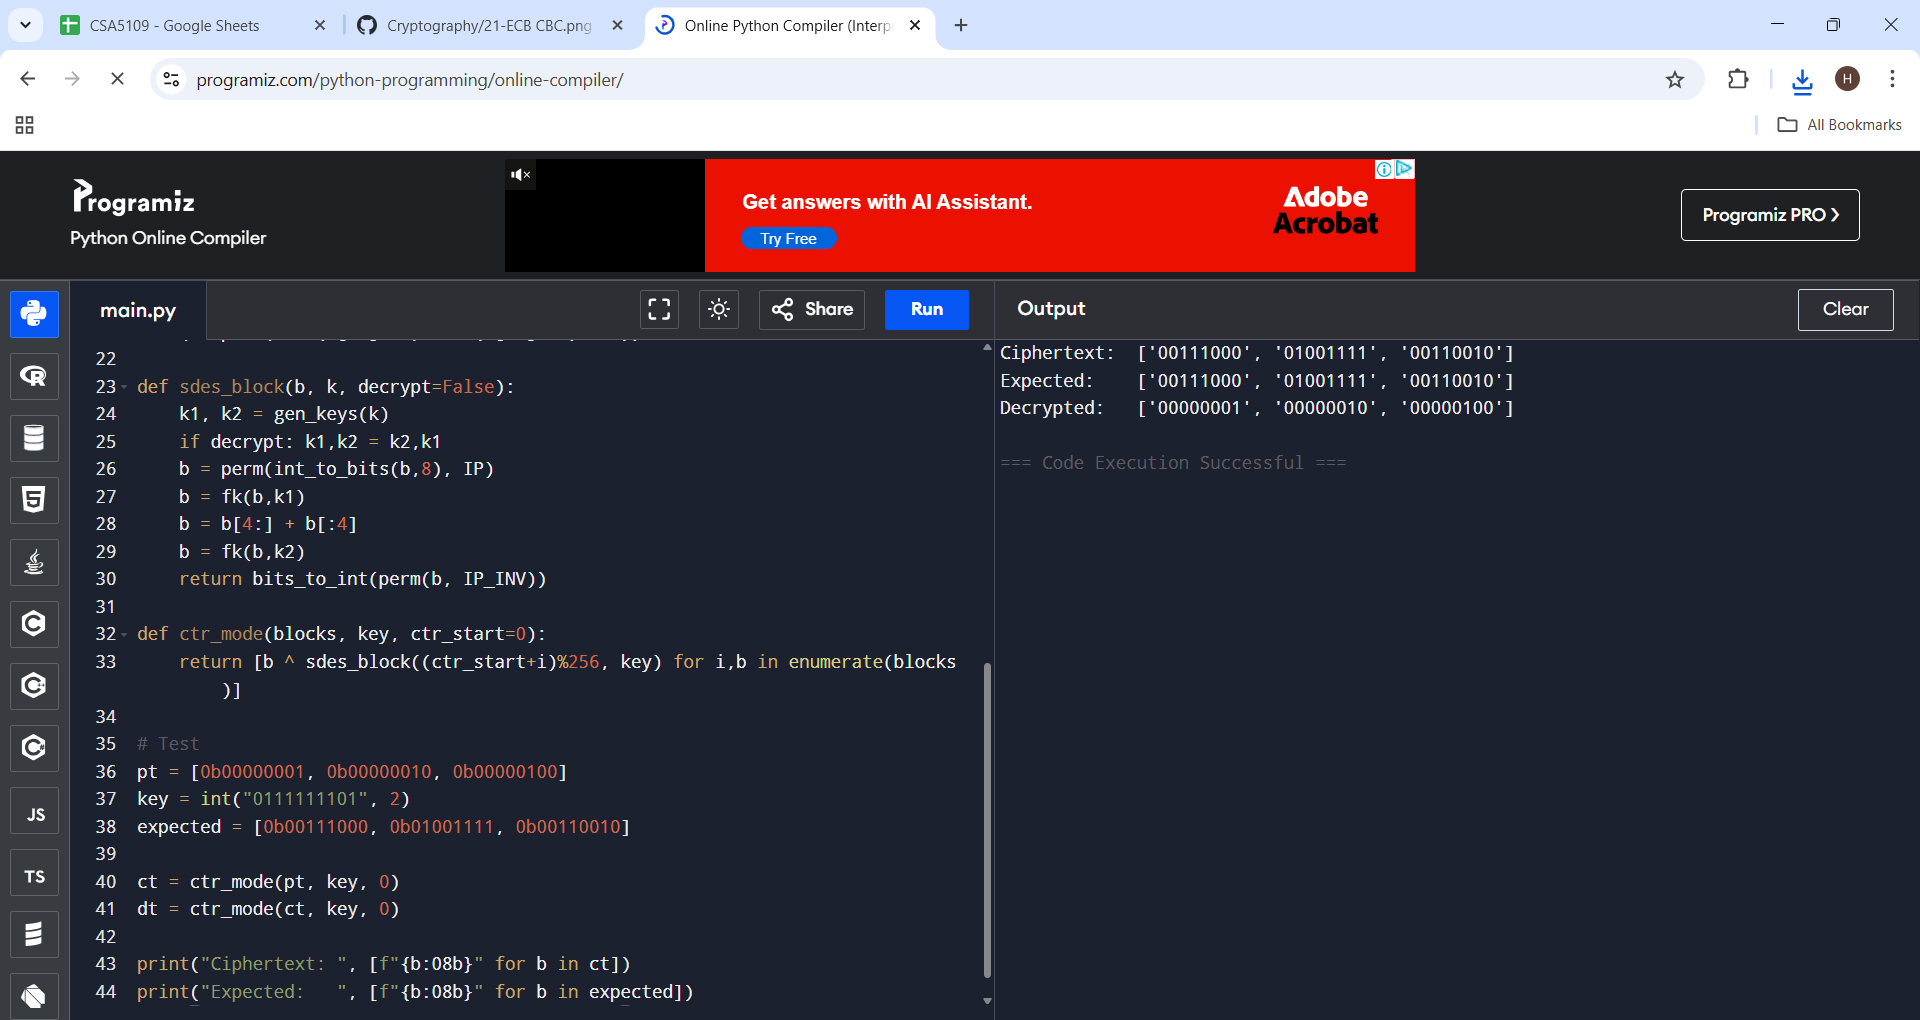 CSA5109 - Google Sheets
Cryptography/21-ECB CBC.png
Online Python Compiler (Interp
programiz.com/python-programming/online-compiler/
H
All Bookmarks
Programiz
Python Online Compiler
Get answers with AI Assistant.
Try Free
Adobe
Acrobat
Programiz PRO ❯
main.py
Share
Run
Output
Clear
22
23 def sdes_block(b, k, decrypt=False):
24     k1, k2 = gen_keys(k)
25     if decrypt: k1,k2 = k2,k1
26     b = perm(int_to_bits(b,8), IP)
27     b = fk(b,k1)
28     b = b[4:] + b[:4]
29     b = fk(b,k2)
30     return bits_to_int(perm(b, IP_INV))
31
32 def ctr_mode(blocks, key, ctr_start=0):
33     return [b ^ sdes_block((ctr_start+i)%256, key) for i,b in enumerate(blocks
)]
34
35 # Test
36 pt = [0b00000001, 0b00000010, 0b00000100]
37 key = int("0111111101", 2)
38 expected = [0b00111000, 0b01001111, 0b00110010]
39
40 ct = ctr_mode(pt, key, 0)
41 dt = ctr_mode(ct, key, 0)
42
43 print("Ciphertext: ", [f"{b:08b}" for b in ct])
44 print("Expected:   ", [f"{b:08b}" for b in expected])
Ciphertext:  ['00111000', '01001111', '00110010']
Expected:    ['00111000', '01001111', '00110010']
Decrypted:   ['00000001', '00000010', '00000100']
=== Code Execution Successful ===
JS
TS